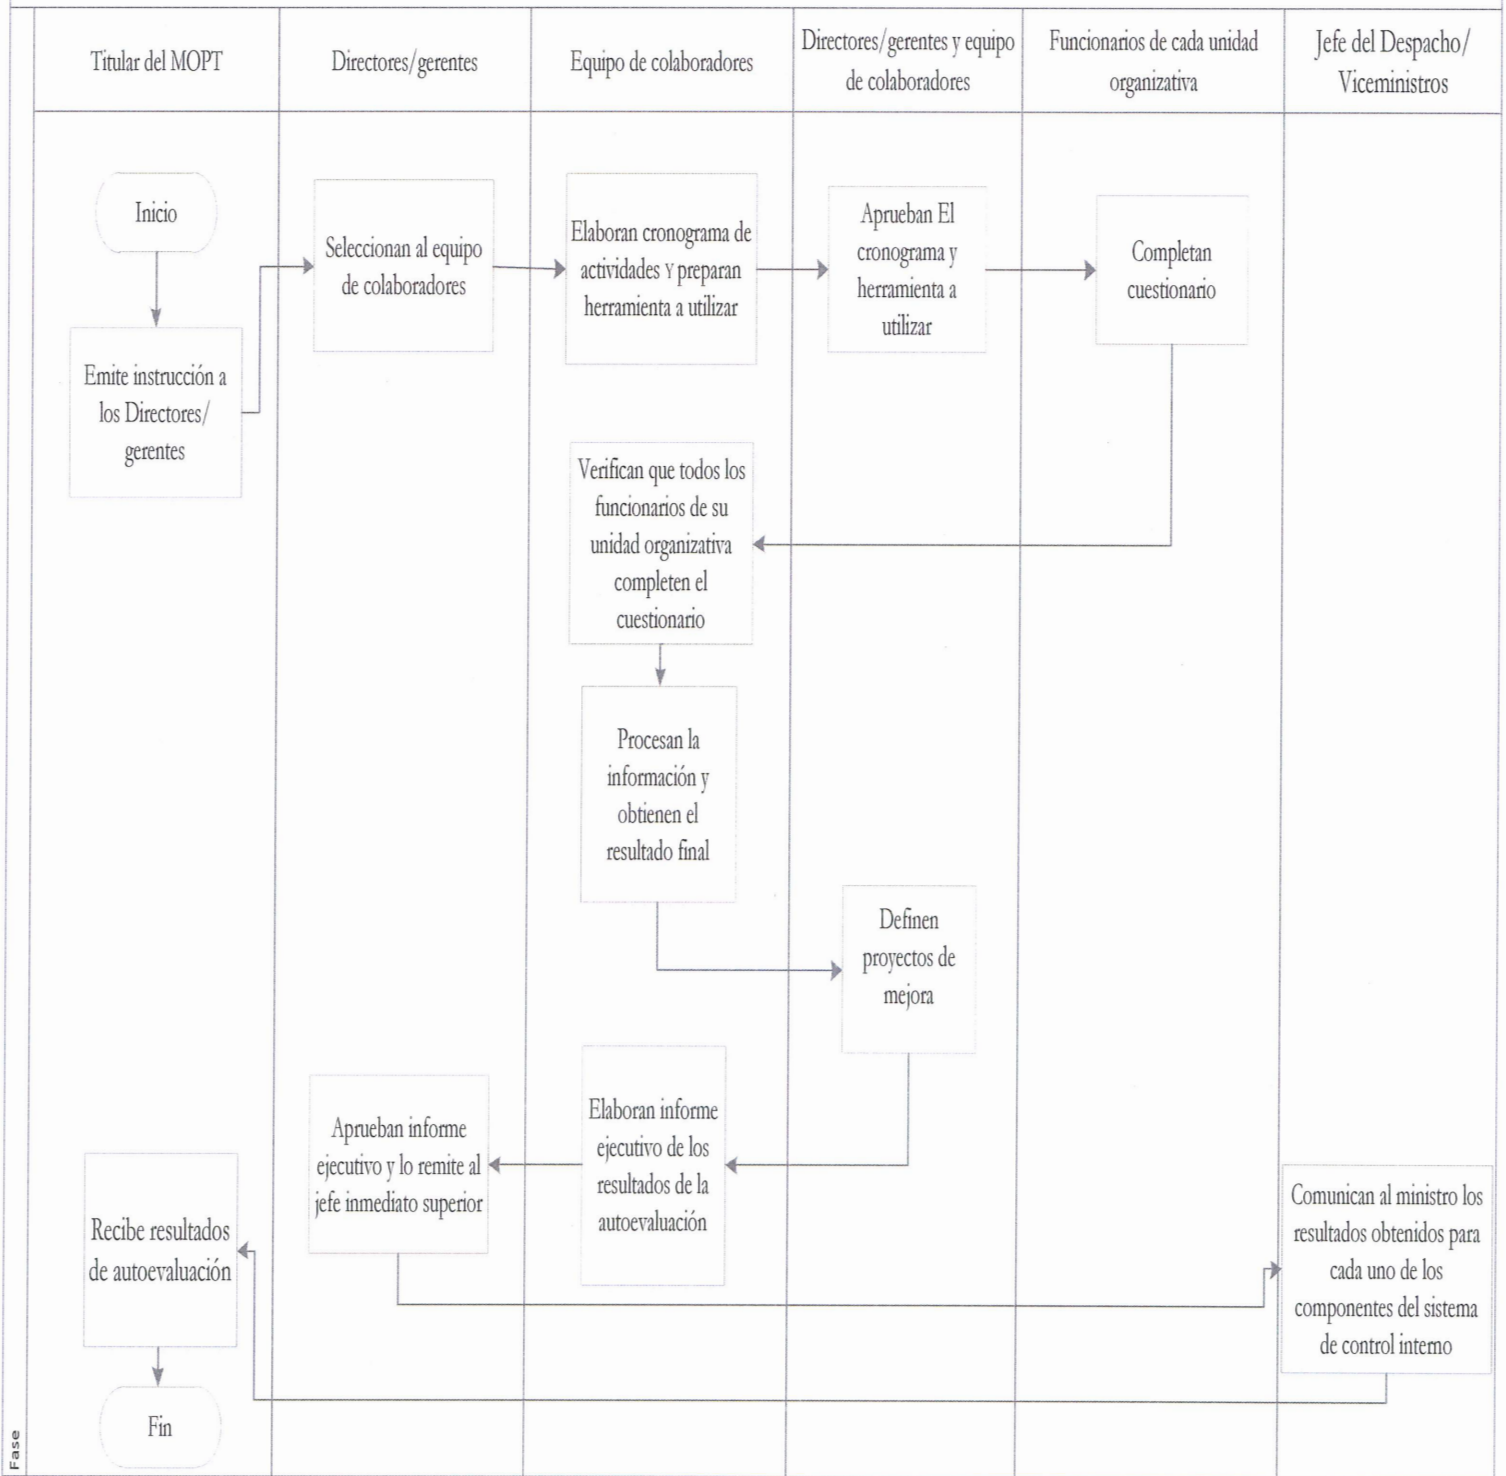 Titular del MOPT
Directores/gerentes
Equipo de colaboradores
Directores/gerentes y equipo
de colaboradores
Funcionarios de cada unidad
organizativa
Jefe del Despacho/
Viceministros
Inicio
Emite instrucción a
los Directores/
gerentes
Seleccionan al equipo
de colaboradores
Elaboran cronograma de
actividades Y preparan
herramienta a utilizar
Aprueban El
cronograma y
herramienta a
utilizar
Completan
cuestionario
Verifican que todos los
funcionarios de su
unidad organizativa
completen el
cuestionario
Procesan la
información y
obtienen el
resultado final
Definen
proyectos de
mejora
Elaboran informe
ejecutivo de los
resultados de la
autoevaluación
Aprueban informe
ejecutivo y lo remite al
jefe inmediato superior
Comunican al ministro los
resultados obtenidos para
cada uno de los
componentes del sistema
de control interno
Recibe resultados
de autoevaluación
Fin
Fase